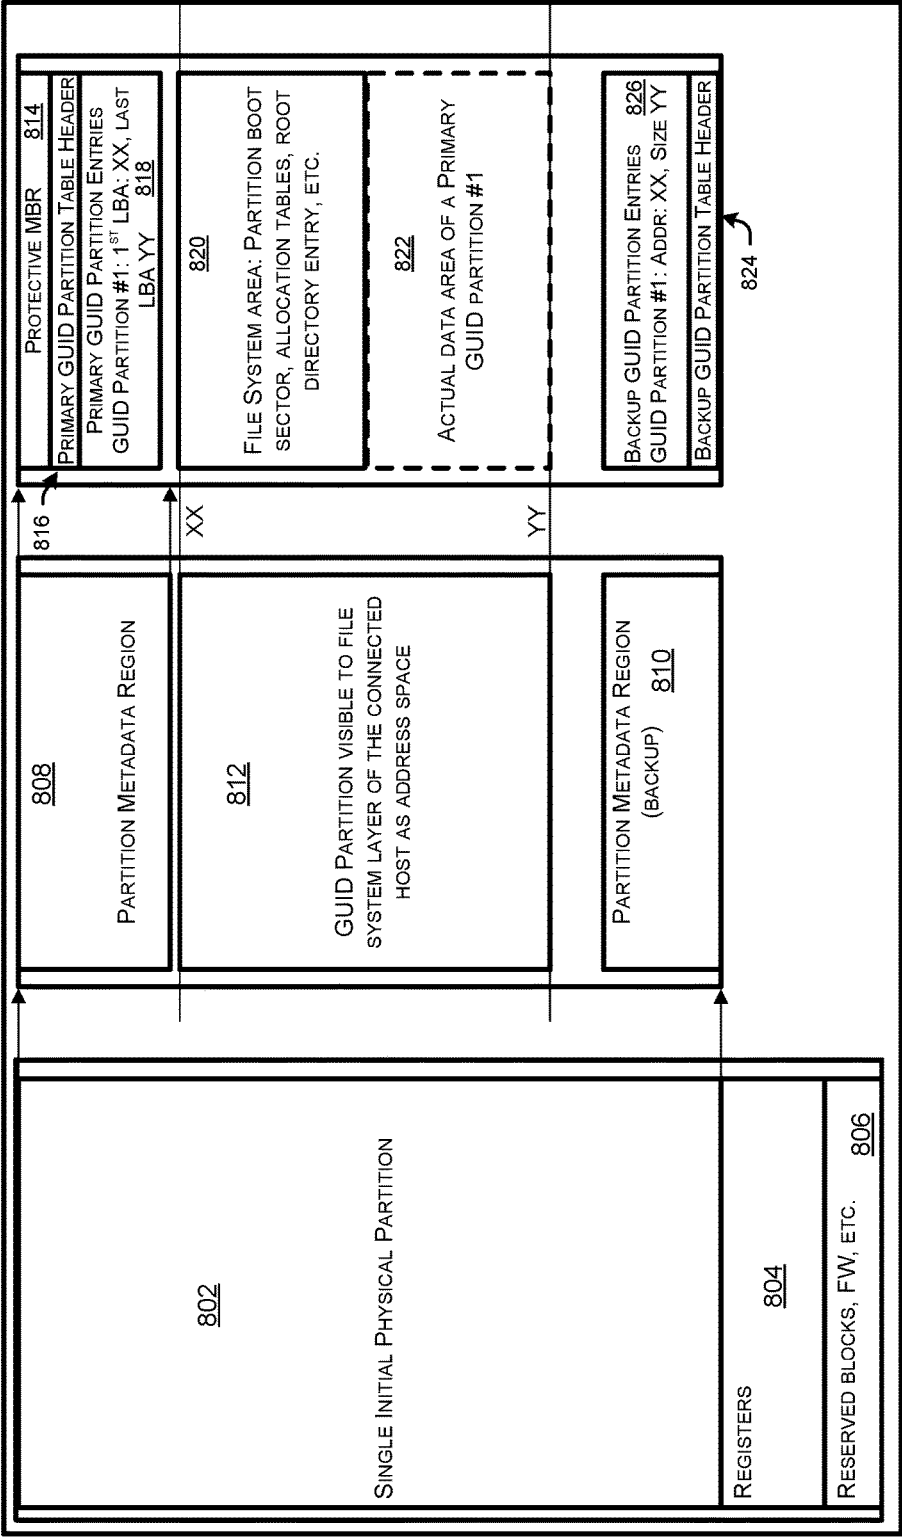 802
SINGLE INITIAL PHYSICAL PARTITION
REGISTERS
804
RESERVED BLOCKS, FW, ETC.
806
808
PARTITION METADATA REGION
812
GUID PARTITION VISIBLE TO FILE
SYSTEM LAYER OF THE CONNECTED
HOST AS ADDRESS SPACE
PARTITION METADATA REGION
(BACKUP)
810
816
XX
YY
PROTECTIVE MBR 814
PRIMARY GUID PARTITION TABLE HEADER
PRIMARY GUID PARTITION ENTRIES
GUID PARTITION #1: 1ST LBA: XX, LAST
LBA YY 818
820
FILE SYSTEM AREA: PARTITION BOOT
SECTOR, ALLOCATION TABLES, ROOT
DIRECTORY ENTRY, ETC.
822
ACTUAL DATA AREA OF A PRIMARY
GUID PARTITION #1
BACKUP GUID PARTITION ENTRIES 826
GUID PARTITION #1: ADDR: XX, SIZE YY
BACKUP GUID PARTITION TABLE HEADER
824